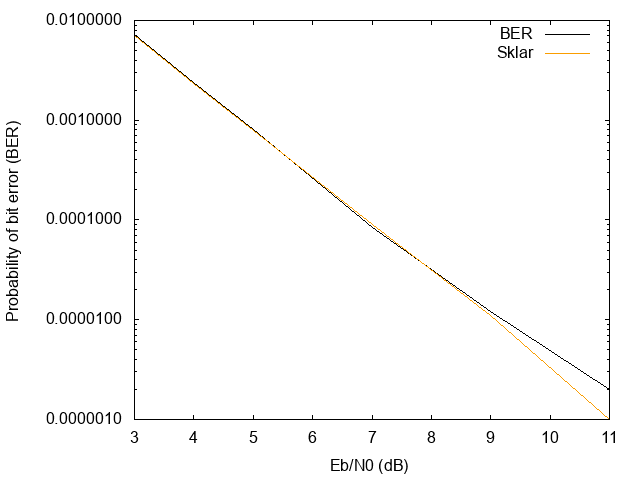 0.0100000
0.0010000
0.0001000
0.0000100
0.0000010
Probability of bit error (BER)
BER
Sklar
3 4 5 6 7 8 9 10 11
Eb/N0 (dB)